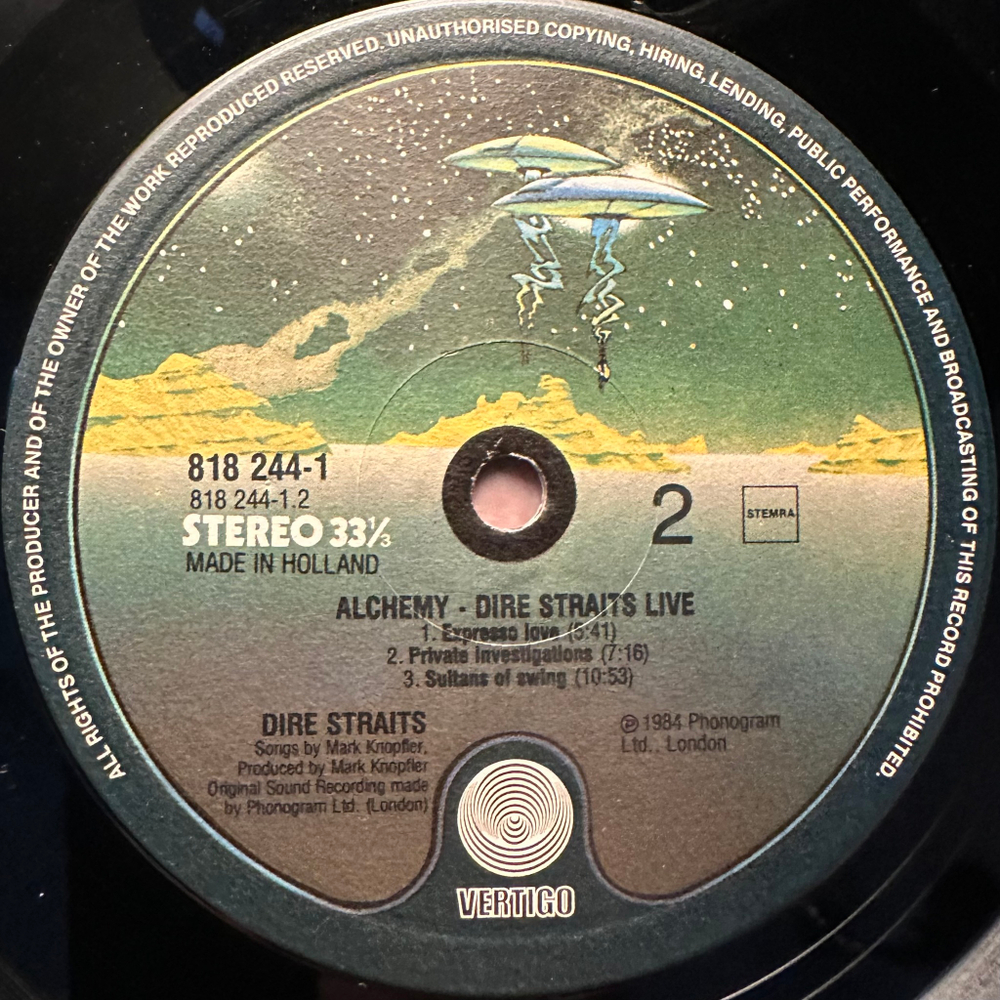 ALL RIGHTS OF THE PRODUCER AND OF THE OWNER OF THE WORK REPRODUCED RESERVED. UNAUTHORISED COPYING, HIRING, LENDING, PUBLIC PERFORMANCE AND BROADCASTING OF THIS RECORD PROHIBITED.
818 244-1
818 244-1.2
STEREO 33⅓
MADE IN HOLLAND
2
STEMRA
ALCHEMY - DIRE STRAITS LIVE
1. Expresso love (5:41)
2. Private investigations (7:16)
3. Sultans of swing (10:53)
DIRE STRAITS
Songs by Mark Knopfler,
Produced by Mark Knopfler
Original Sound Recording made
by Phonogram Ltd. (London)
℗ 1984 Phonogram
Ltd., London
VERTIGO